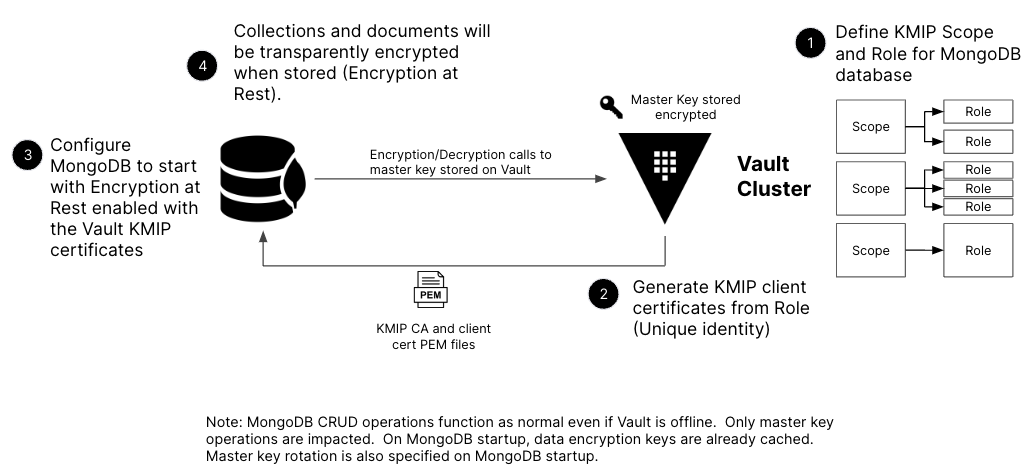 1
Define KMIP Scope
and Role for MongoDB
database
Scope
Role
Role
Scope
Role
Role
Role
Scope
Role
Vault
Cluster
Master Key stored
encrypted
2
Generate KMIP client
certificates from Role
(Unique identity)
PEM
KMIP CA and client
cert PEM files
3
Configure
MongoDB to start
with Encryption at
Rest enabled with
the Vault KMIP
certificates
Encryption/Decryption calls to
master key stored on Vault
4
Collections and documents will
be transparently encrypted
when stored (Encryption at
Rest).
Note: MongoDB CRUD operations function as normal even if Vault is offline.  Only master key
operations are impacted.  On MongoDB startup, data encryption keys are already cached.
Master key rotation is also specified on MongoDB startup.